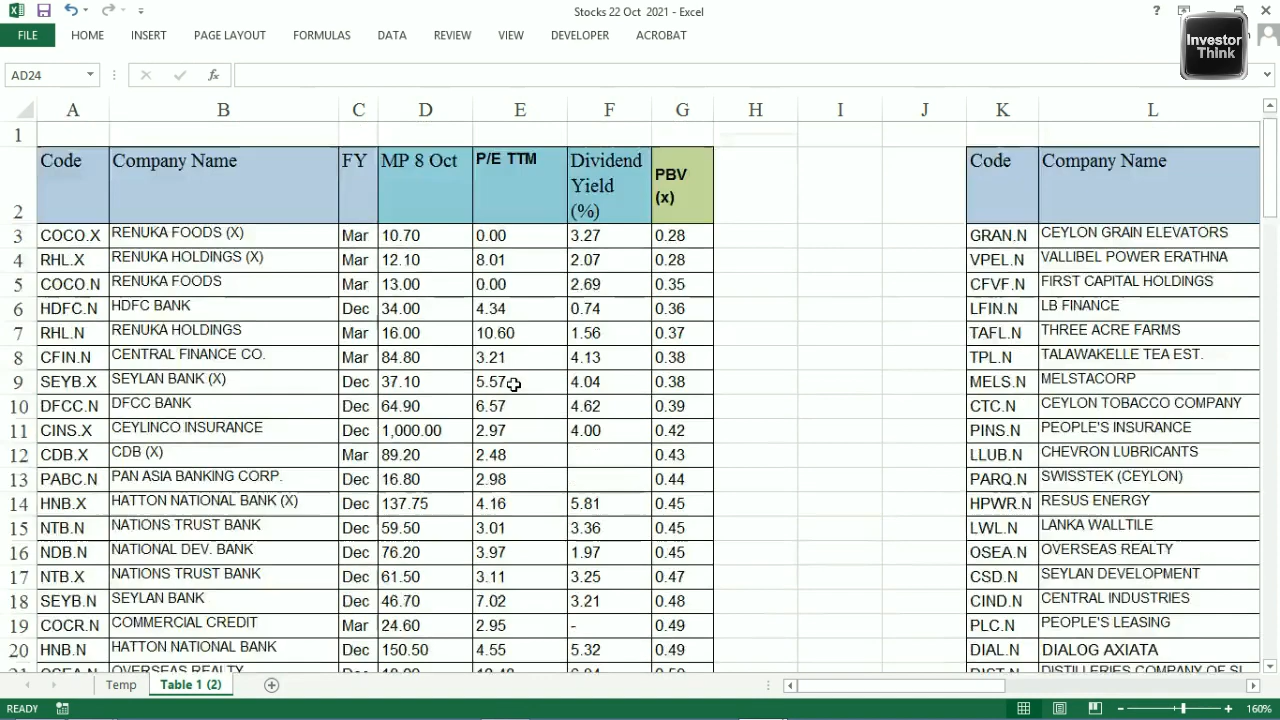 Stocks 22 Oct 2021 - Excel
?
Investor
Think
FILE HOME INSERT PAGE LAYOUT FORMULAS DATA REVIEW VIEW DEVELOPER ACROBAT
AD24 fx
A B C D E F G H I J K L
1
2 Code Company Name FY MP 8 Oct P/E TTM Dividend Yield (%) PBV (x) Code Company Name
3 COCO.X RENUKA FOODS (X) Mar 10.70 0.00 3.27 0.28 GRAN.N CEYLON GRAIN ELEVATORS
4 RHL.X RENUKA HOLDINGS (X) Mar 12.10 8.01 2.07 0.28 VPEL.N VALLIBEL POWER ERATHNA
5 COCO.N RENUKA FOODS Mar 13.00 0.00 2.69 0.35 CFVF.N FIRST CAPITAL HOLDINGS
6 HDFC.N HDFC BANK Dec 34.00 4.34 0.74 0.36 LFIN.N LB FINANCE
7 RHL.N RENUKA HOLDINGS Mar 16.00 10.60 1.56 0.37 TAFL.N THREE ACRE FARMS
8 CFIN.N CENTRAL FINANCE CO. Mar 84.80 3.21 4.13 0.38 TPL.N TALAWAKELLE TEA EST.
9 SEYB.X SEYLAN BANK (X) Dec 37.10 5.57 4.04 0.38 MELS.N MELSTACORP
10 DFCC.N DFCC BANK Dec 64.90 6.57 4.62 0.39 CTC.N CEYLON TOBACCO COMPANY
11 CINS.X CEYLINCO INSURANCE Dec 1,000.00 2.97 4.00 0.42 PINS.N PEOPLE'S INSURANCE
12 CDB.X CDB (X) Mar 89.20 2.48 0.43 LLUB.N CHEVRON LUBRICANTS
13 PABC.N PAN ASIA BANKING CORP. Dec 16.80 2.98 0.44 PARQ.N SWISSTEK (CEYLON)
14 HNB.X HATTON NATIONAL BANK (X) Dec 137.75 4.16 5.81 0.45 HPWR.N RESUS ENERGY
15 NTB.N NATIONS TRUST BANK Dec 59.50 3.01 3.36 0.45 LWL.N LANKA WALLTILE
16 NDB.N NATIONAL DEV. BANK Dec 76.20 3.97 1.97 0.45 OSEA.N OVERSEAS REALTY
17 NTB.X NATIONS TRUST BANK Dec 61.50 3.11 3.25 0.47 CSD.N SEYLAN DEVELOPMENT
18 SEYB.N SEYLAN BANK Dec 46.70 7.02 3.21 0.48 CIND.N CENTRAL INDUSTRIES
19 COCR.N COMMERCIAL CREDIT Mar 24.60 2.95 - 0.49 PLC.N PEOPLE'S LEASING
20 HNB.N HATTON NATIONAL BANK Dec 150.50 4.55 5.32 0.49 DIAL.N DIALOG AXIATA
OVERSEAS REALTY
Temp Table 1 (2)
READY 160%